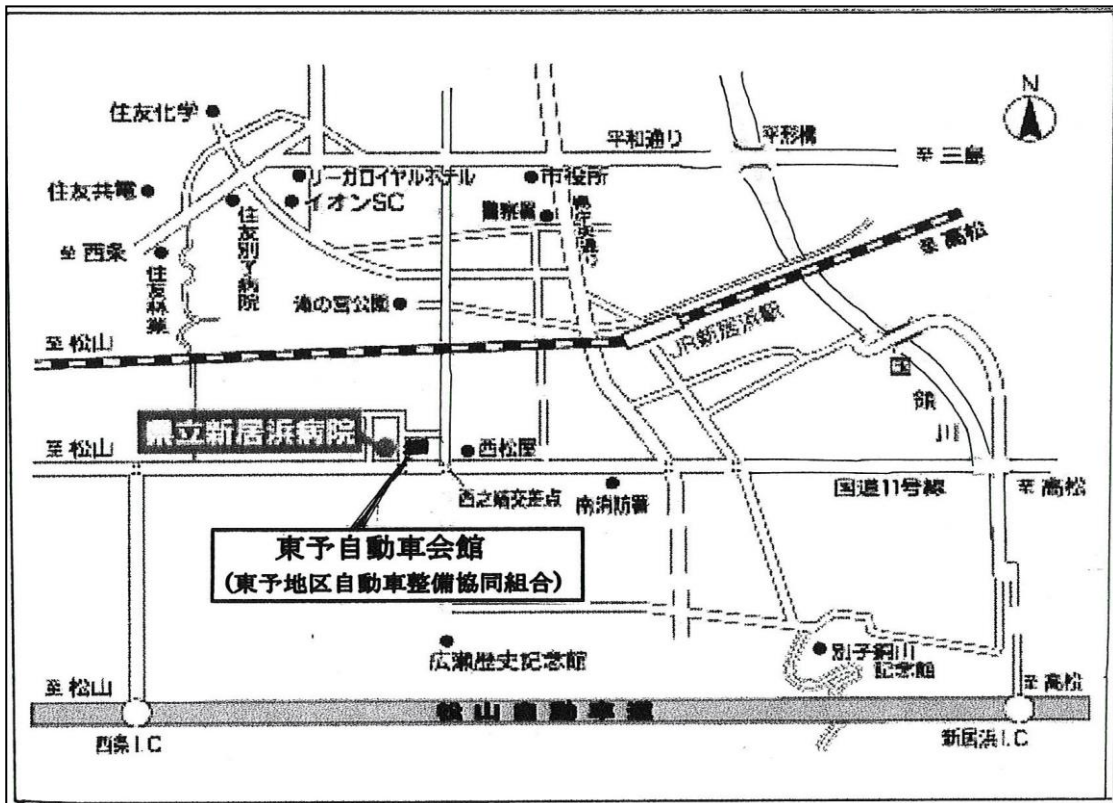 N
住友化学
平和通り
平形橋
至 三島
住友共電
リーガロイヤルホテル
市役所
イオンSC
警察署
至 西条
住友別子病院
住友林業
至 高松
滝の宮公園
JR新居浜駅
至 松山
国
領
川
県立新居浜病院
至 松山
西松屋
西之端交差点
南消防署
国道11号線
至 高松
東予自動車会館
(東予地区自動車整備協同組合)
広瀬歴史記念館
別子銅山
記念館
至 松山
至 高松
松山自動車道
西条I.C
新居浜I.C